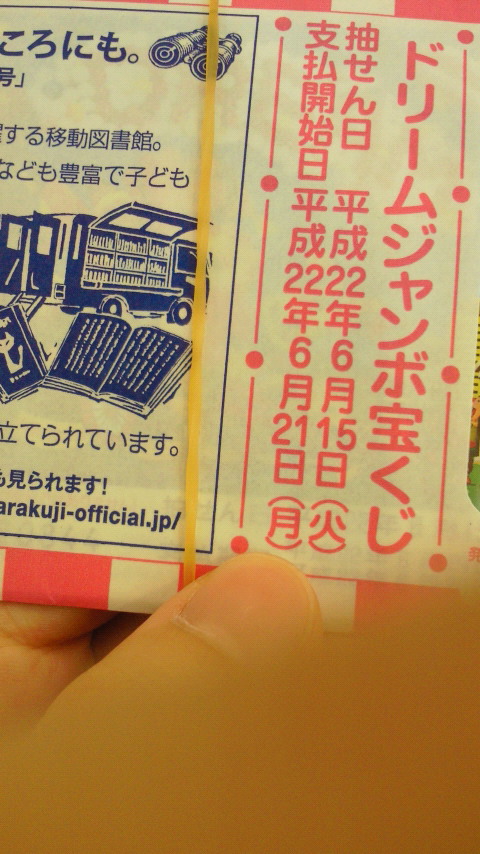 ドリームジャンボ宝くじ
抽せん日 平成22年6月15日(火)
支払開始日 平成22年6月21日(月)
ころにも。
号」
する移動図書館。
なども豊富で子ども
立てられています。
も見られます!
arakuji-official.jp/